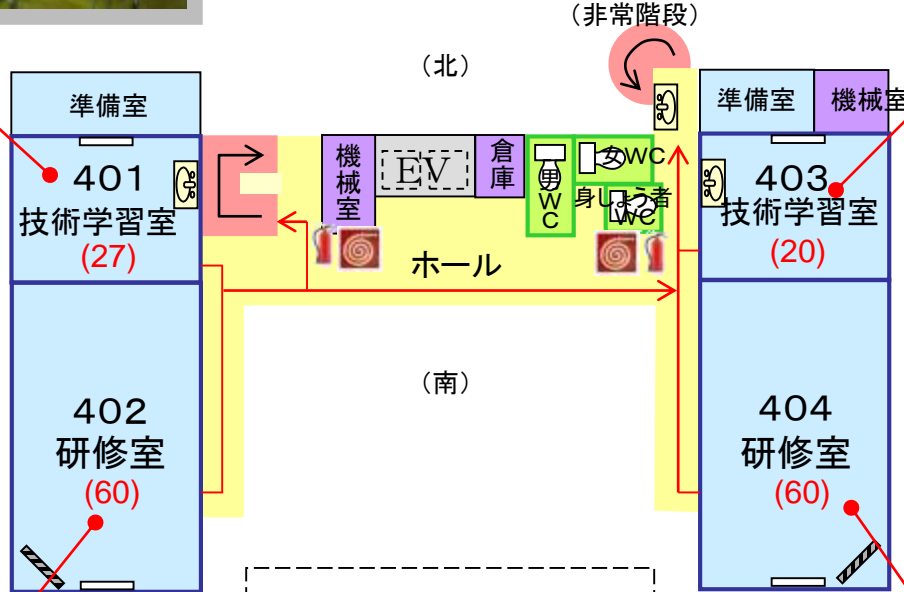 （非常階段）
（北）
準備室
準備室
機械室
401
技術学習室
(27)
機械室
EV
倉庫
男WC
女WC
身しょう者
WC
403
技術学習室
(20)
ホール
（南）
402
研修室
(60)
404
研修室
(60)